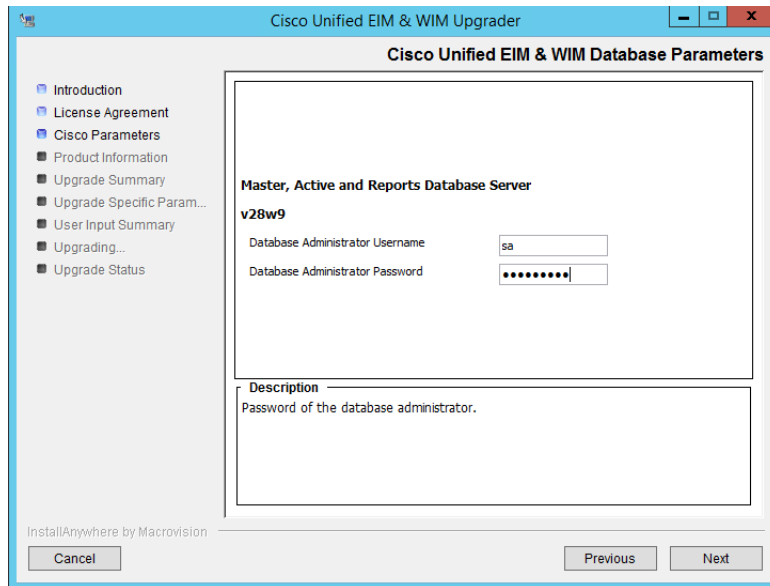 Cisco Unified EIM & WIM Upgrader
Cisco Unified EIM & WIM Database Parameters
Introduction
License Agreement
Cisco Parameters
Product Information
Upgrade Summary
Upgrade Specific Param...
User Input Summary
Upgrading...
Upgrade Status
Master, Active and Reports Database Server
v28w9
Database Administrator Username
sa
Database Administrator Password
•••••••••
Description
Password of the database administrator.
InstallAnywhere by Macrovision
Cancel
Previous
Next